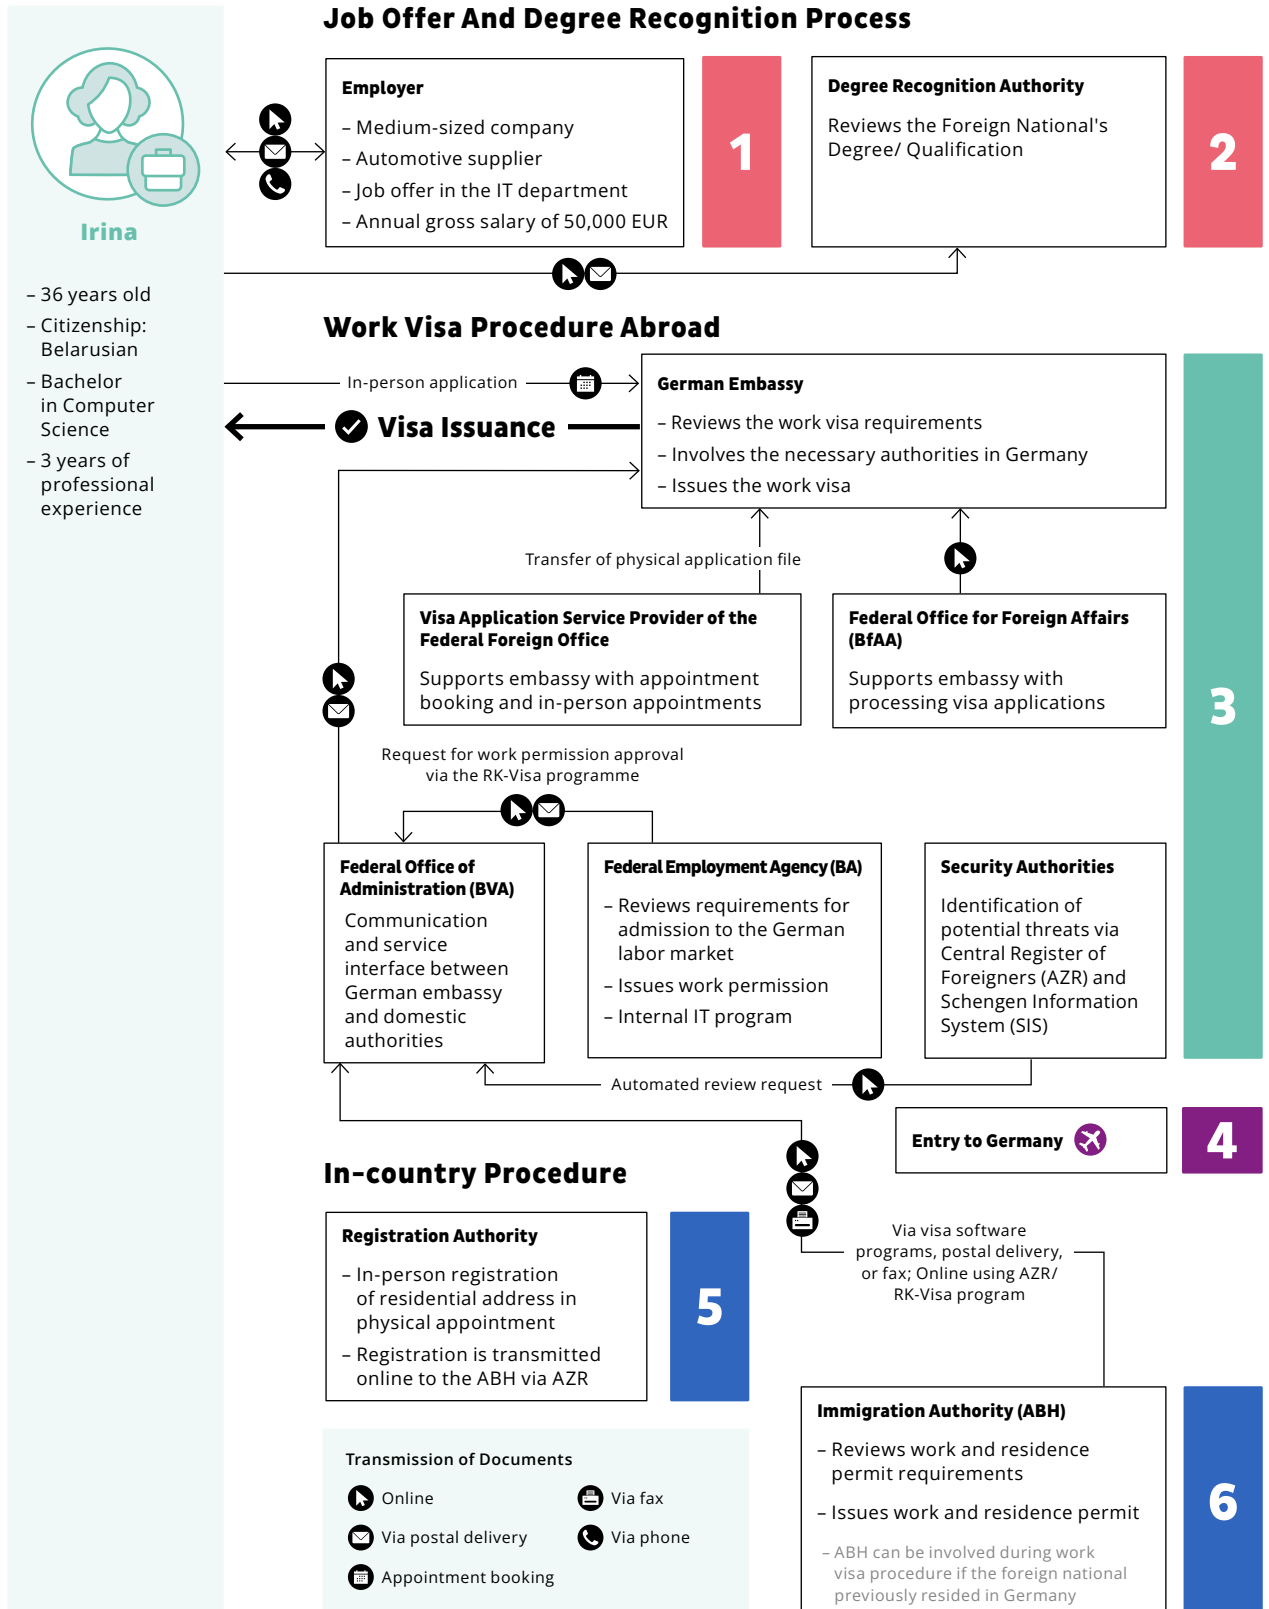 Job Offer And Degree Recognition Process
Irina
– 36 years old
– Citizenship:
Belarusian
– Bachelor
in Computer
Science
– 3 years of
professional
experience
Employer
– Medium-sized company
– Automotive supplier
– Job offer in the IT department
– Annual gross salary of 50,000 EUR
1
Degree Recognition Authority
Reviews the Foreign National's
Degree/ Qualification
2
Work Visa Procedure Abroad
In-person application
Visa Issuance
German Embassy
– Reviews the work visa requirements
– Involves the necessary authorities in Germany
– Issues the work visa
Transfer of physical application file
Visa Application Service Provider of the
Federal Foreign Office
Supports embassy with appointment
booking and in-person appointments
Federal Office for Foreign Affairs
(BfAA)
Supports embassy with
processing visa applications
3
Request for work permission approval
via the RK-Visa programme
Federal Office of
Administration (BVA)
Communication
and service
interface between
German embassy
and domestic
authorities
Federal Employment Agency (BA)
– Reviews requirements for
admission to the German
labor market
– Issues work permission
– Internal IT program
Security Authorities
Identification of
potential threats via
Central Register of
Foreigners (AZR) and
Schengen Information
System (SIS)
Automated review request
Entry to Germany
4
In-country Procedure
Registration Authority
– In-person registration
of residential address in
physical appointment
– Registration is transmitted
online to the ABH via AZR
5
Via visa software
programs, postal delivery,
or fax; Online using AZR/
RK-Visa program
Immigration Authority (ABH)
– Reviews work and residence
permit requirements
– Issues work and residence permit
– ABH can be involved during work
visa procedure if the foreign national
previously resided in Germany
6
Transmission of Documents
Online
Via fax
Via postal delivery
Via phone
Appointment booking